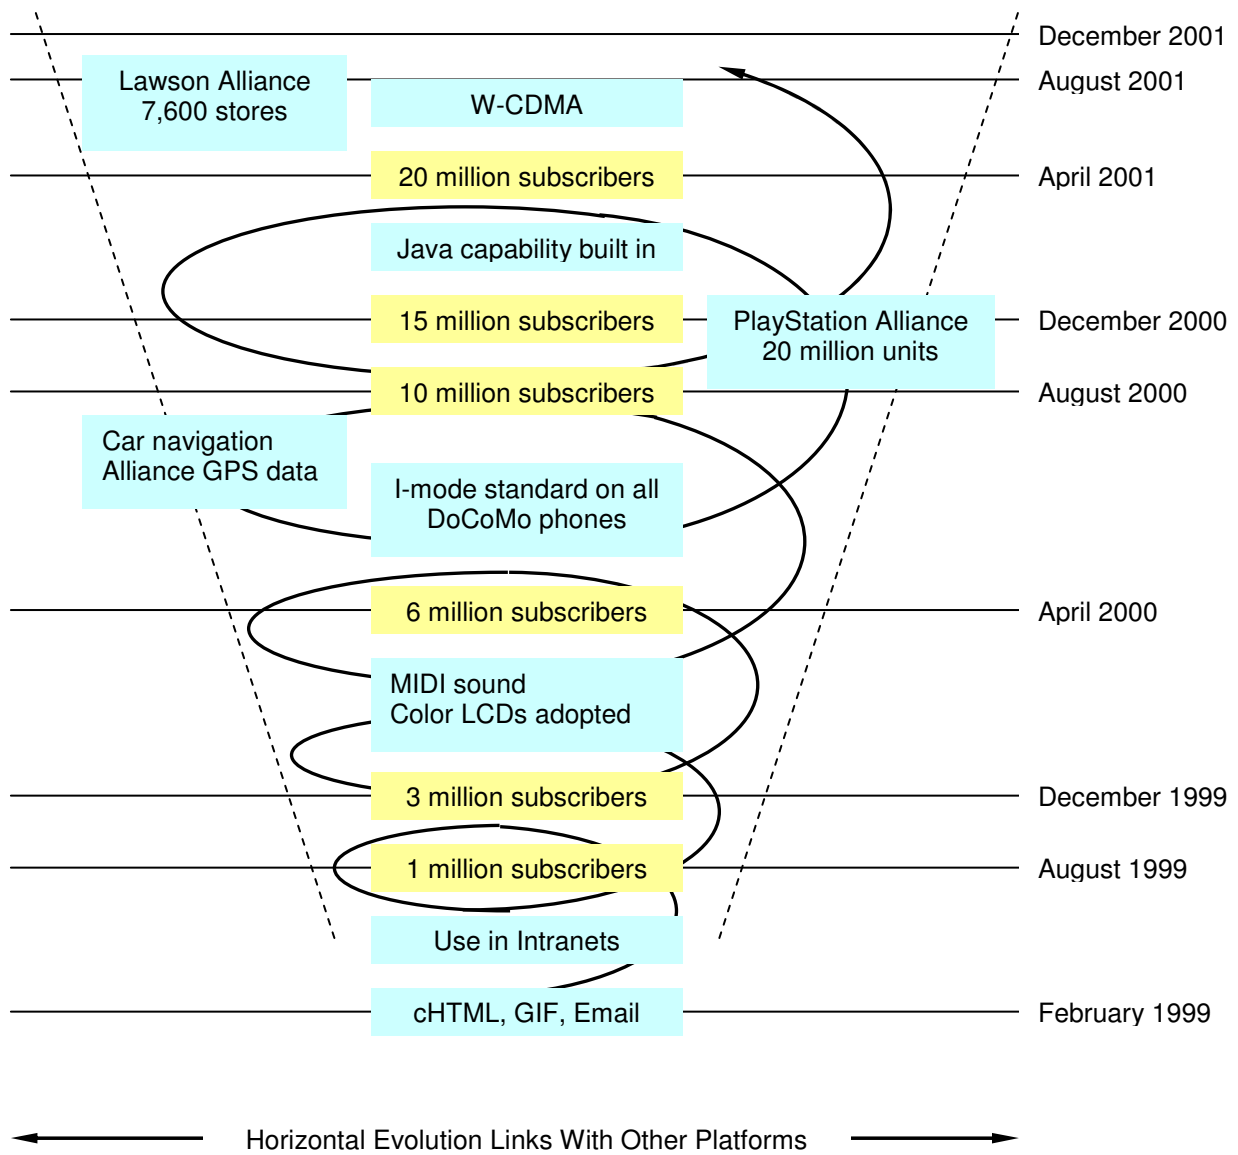 December 2001
Lawson Alliance
7,600 stores
August 2001
W-CDMA
20 million subscribers
April 2001
Java capability built in
15 million subscribers
PlayStation Alliance
20 million units
December 2000
10 million subscribers
August 2000
Car navigation
Alliance GPS data
I-mode standard on all
DoCoMo phones
6 million subscribers
April 2000
MIDI sound
Color LCDs adopted
3 million subscribers
December 1999
1 million subscribers
August 1999
Use in Intranets
cHTML, GIF, Email
February 1999
Horizontal Evolution Links With Other Platforms